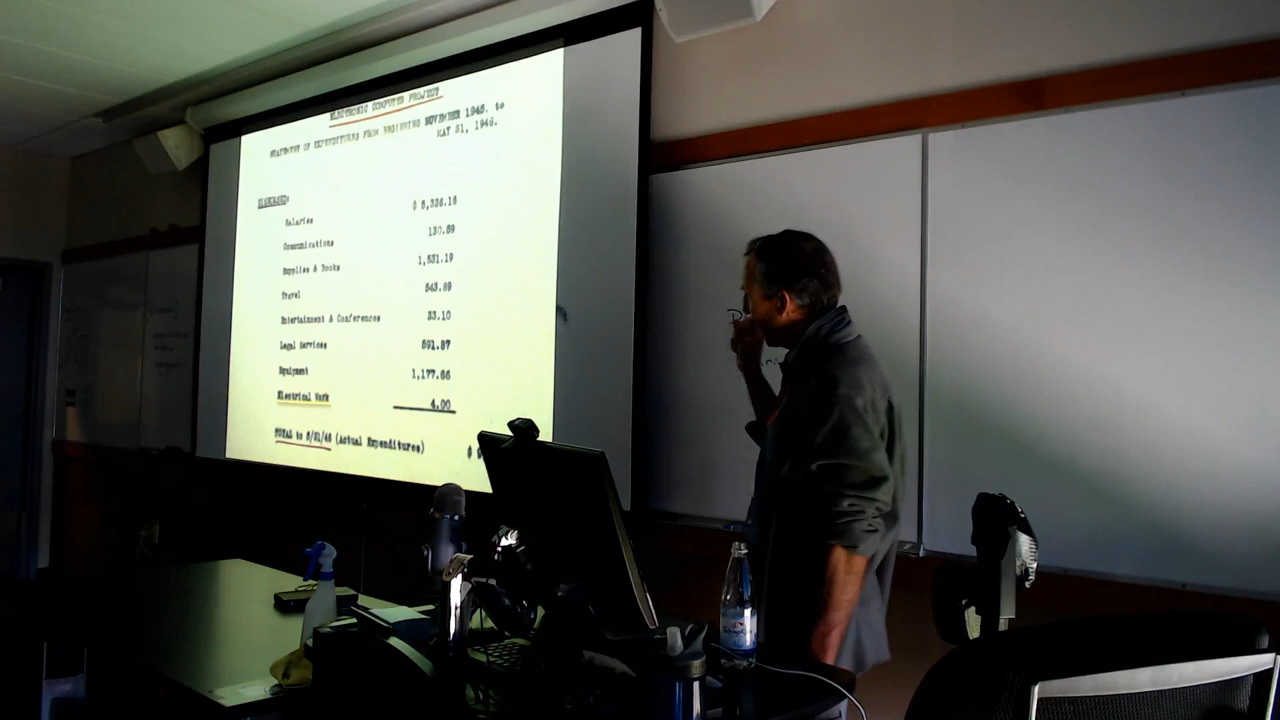 ELECTRONIC COMPUTER PROJECT
STATEMENT OF EXPENDITURES FROM BEGINNING NOVEMBER 1945. to
MAY 31, 1946.
Salaries $ 5,336.16
Communications 130.89
Supplies & Books 1,531.19
Travel 543.89
Entertainment & Conferences 33.10
Legal Services 591.87
Equipment 1,177.66
Electrical Work 4.00
TOTAL to 5/31/46 (Actual Expenditures) $